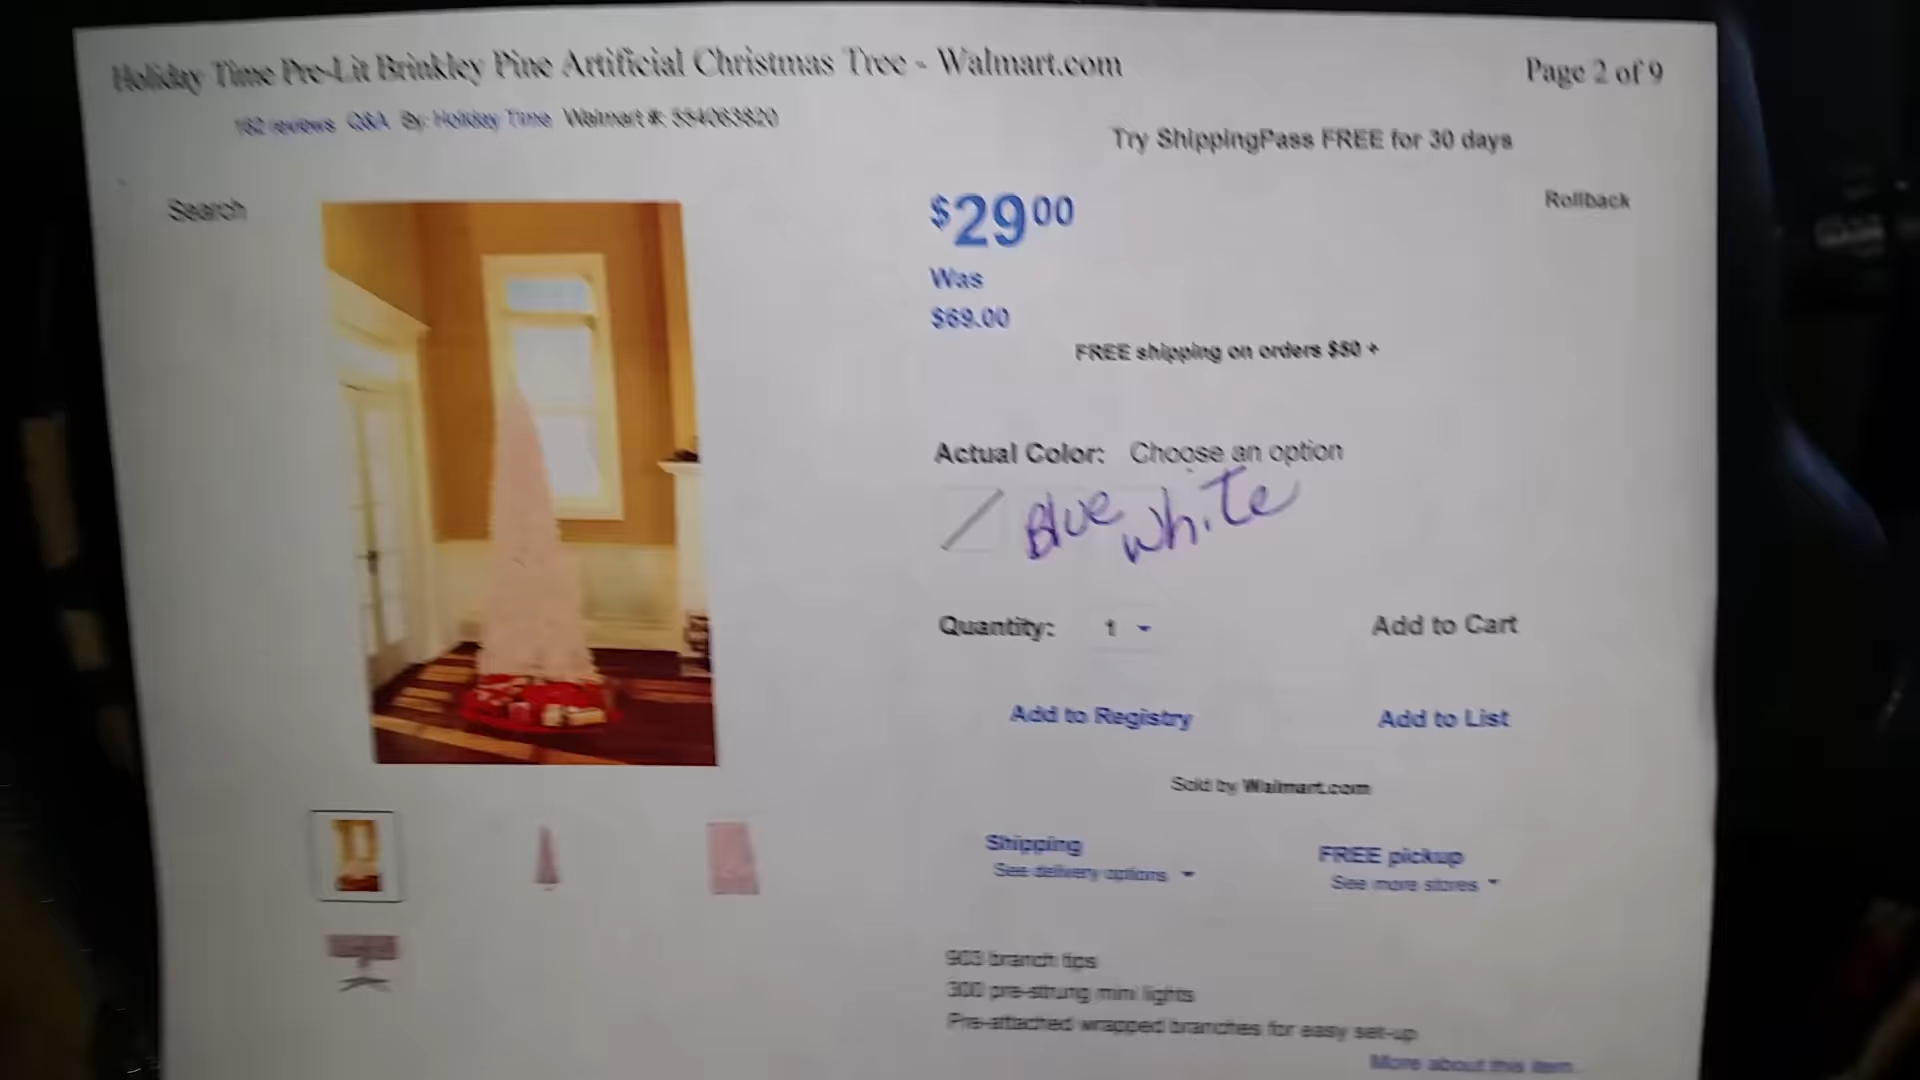 Holiday Time Pre-Lit Brinkley Pine Artificial Christmas Tree - Walmart.com
Page 2 of 9
162 reviews Q&A By: Holiday Time Walmart #: 554063820
Try ShippingPass FREE for 30 days
Search
$29 00
Rollback
Was
$69.00
FREE shipping on orders $50 +
Actual Color: Choose an option
Blue White
Quantity: 1
Add to Cart
Add to Registry
Add to List
Sold by Walmart.com
Shipping
See delivery options
FREE pickup
See more stores
903 branch tips
300 pre-strung mini lights
Pre-attached wrapped branches for easy set-up
More about this item